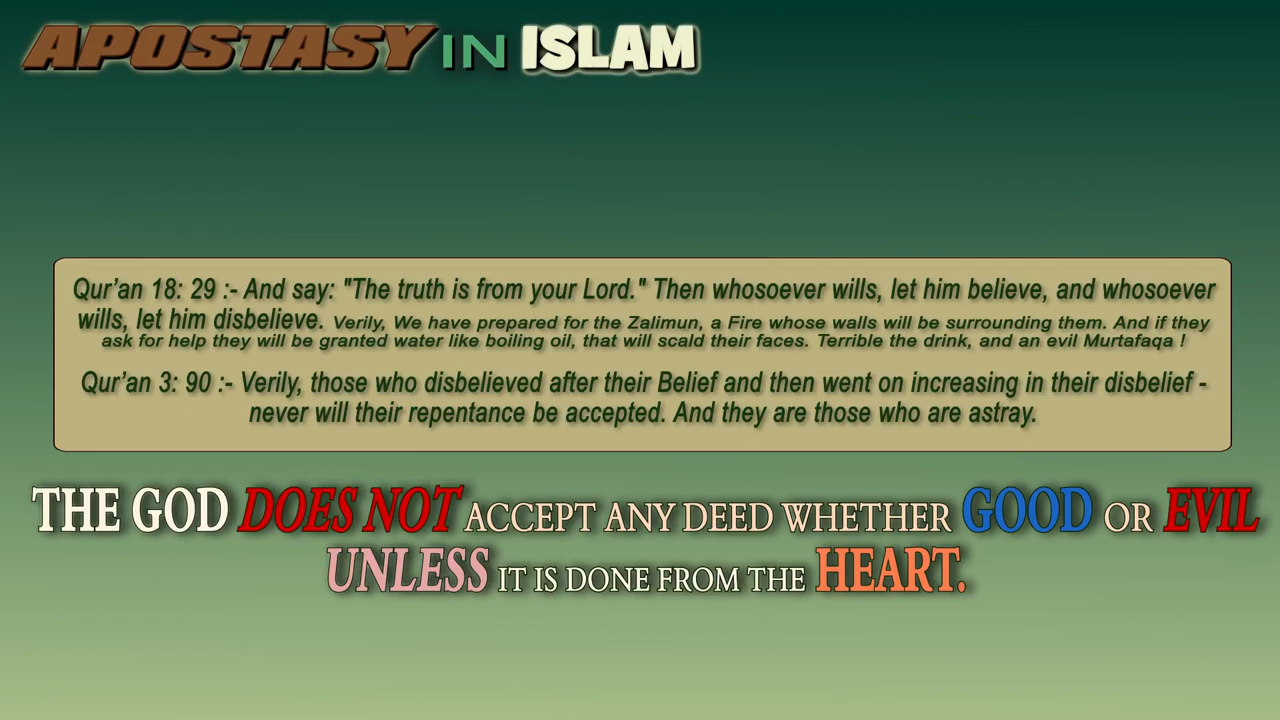 APOSTASY IN ISLAM
Qur’an 18: 29 :- And say: "The truth is from your Lord." Then whosoever wills, let him believe, and whosoever
wills, let him disbelieve. Verily, We have prepared for the Zalimun, a Fire whose walls will be surrounding them. And if they
ask for help they will be granted water like boiling oil, that will scald their faces. Terrible the drink, and an evil Murtafaqa !
Qur’an 3: 90 :- Verily, those who disbelieved after their Belief and then went on increasing in their disbelief -
never will their repentance be accepted. And they are those who are astray.
THE GOD DOES NOT ACCEPT ANY DEED WHETHER GOOD OR EVIL
UNLESS IT IS DONE FROM THE HEART.